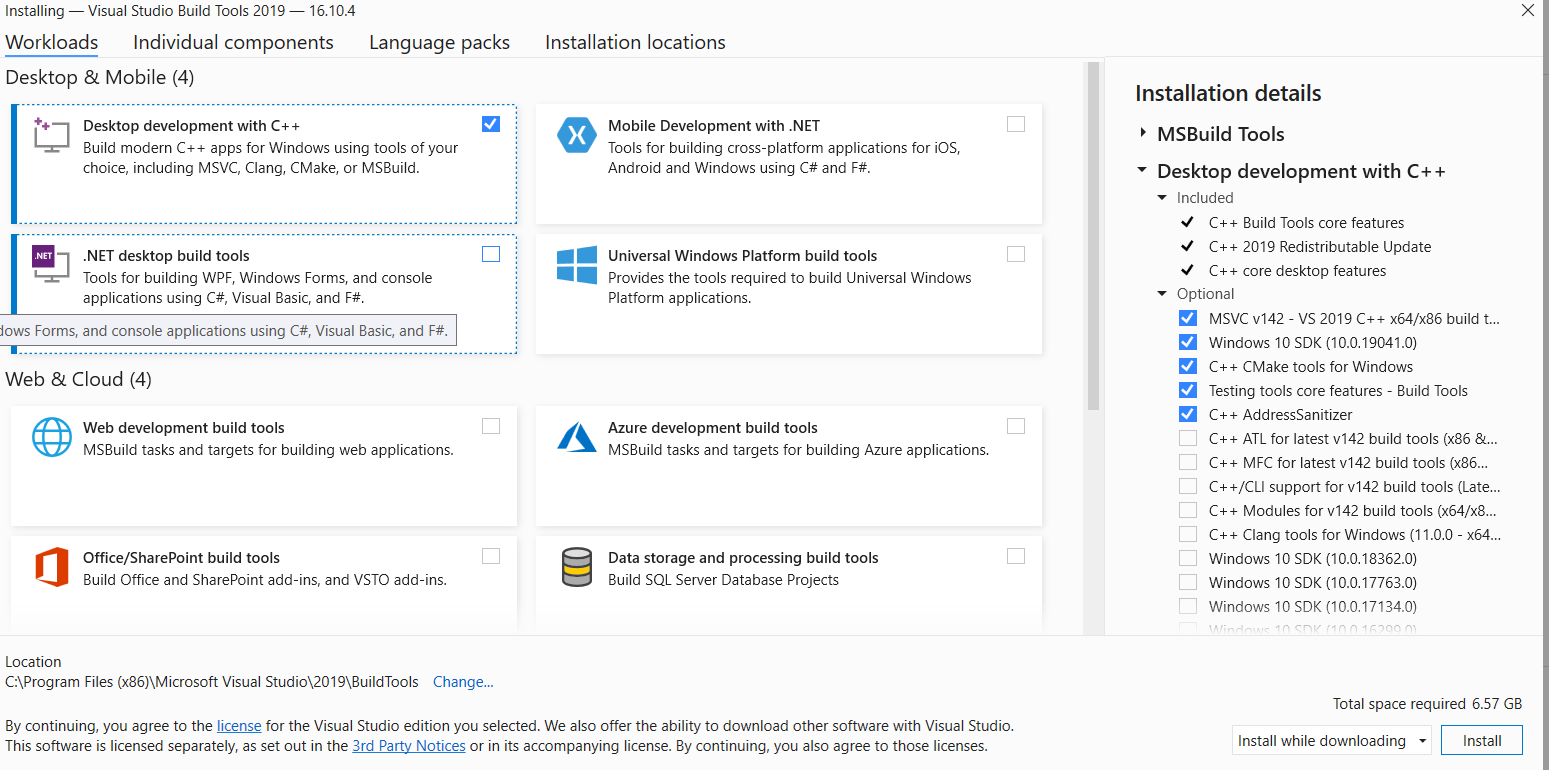 Installing — Visual Studio Build Tools 2019 — 16.10.4
Workloads Individual components Language packs Installation locations
Desktop & Mobile (4)
Desktop development with C++
Build modern C++ apps for Windows using tools of your
choice, including MSVC, Clang, CMake, or MSBuild.
Mobile Development with .NET
Tools for building cross-platform applications for iOS,
Android and Windows using C# and F#.
.NET
.NET desktop build tools
Tools for building WPF, Windows Forms, and console
applications using C#, Visual Basic, and F#.
Universal Windows Platform build tools
Provides the tools required to build Universal Windows
Platform applications.
dows Forms, and console applications using C#, Visual Basic, and F#.
Web & Cloud (4)
Web development build tools
MSBuild tasks and targets for building web applications.
Azure development build tools
MSBuild tasks and targets for building Azure applications.
Office/SharePoint build tools
Build Office and SharePoint add-ins, and VSTO add-ins.
Data storage and processing build tools
Build SQL Server Database Projects
Installation details
MSBuild Tools
Desktop development with C++
Included
C++ Build Tools core features
C++ 2019 Redistributable Update
C++ core desktop features
Optional
MSVC v142 - VS 2019 C++ x64/x86 build t...
Windows 10 SDK (10.0.19041.0)
C++ CMake tools for Windows
Testing tools core features - Build Tools
C++ AddressSanitizer
C++ ATL for latest v142 build tools (x86 &...
C++ MFC for latest v142 build tools (x86...
C++/CLI support for v142 build tools (Late...
C++ Modules for v142 build tools (x64/x8...
C++ Clang tools for Windows (11.0.0 - x64...
Windows 10 SDK (10.0.18362.0)
Windows 10 SDK (10.0.17763.0)
Windows 10 SDK (10.0.17134.0)
Windows 10 SDK (10.0.16299.0)
Location
C:\Program Files (x86)\Microsoft Visual Studio\2019\BuildTools Change...
Total space required 6.57 GB
By continuing, you agree to the license for the Visual Studio edition you selected. We also offer the ability to download other software with Visual Studio.
This software is licensed separately, as set out in the 3rd Party Notices or in its accompanying license. By continuing, you also agree to those licenses.
Install while downloading Install